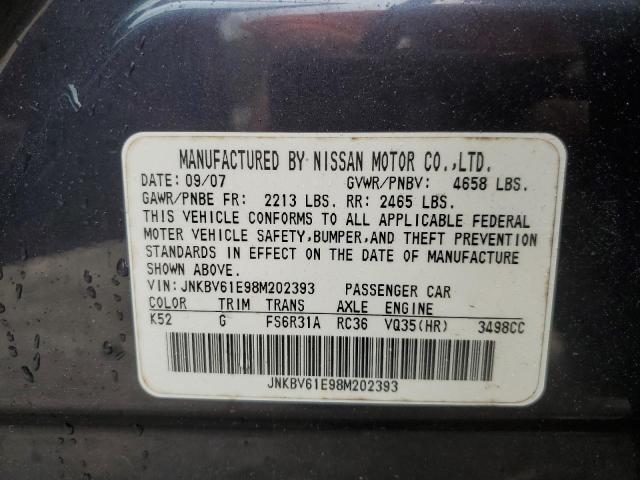 MANUFACTURED BY NISSAN MOTOR CO.,LTD.
DATE: 09/07 GVWR/PNBV: 4658 LBS.
GAWR/PNBE FR: 2213 LBS. RR: 2465 LBS.
THIS VEHICLE CONFORMS TO ALL APPLICABLE FEDERAL
MOTER VEHICLE SAFETY,BUMPER,AND THEFT PREVENTION
STANDARDS IN EFFECT ON THE DATE OF MANUFACTURE
SHOWN ABOVE.
VIN: JNKBV61E98M202393 PASSENGER CAR
COLOR TRIM TRANS AXLE ENGINE
K52 G FS6R31A RC36 VQ35(HR) 3498CC
JNKBV61E98M202393